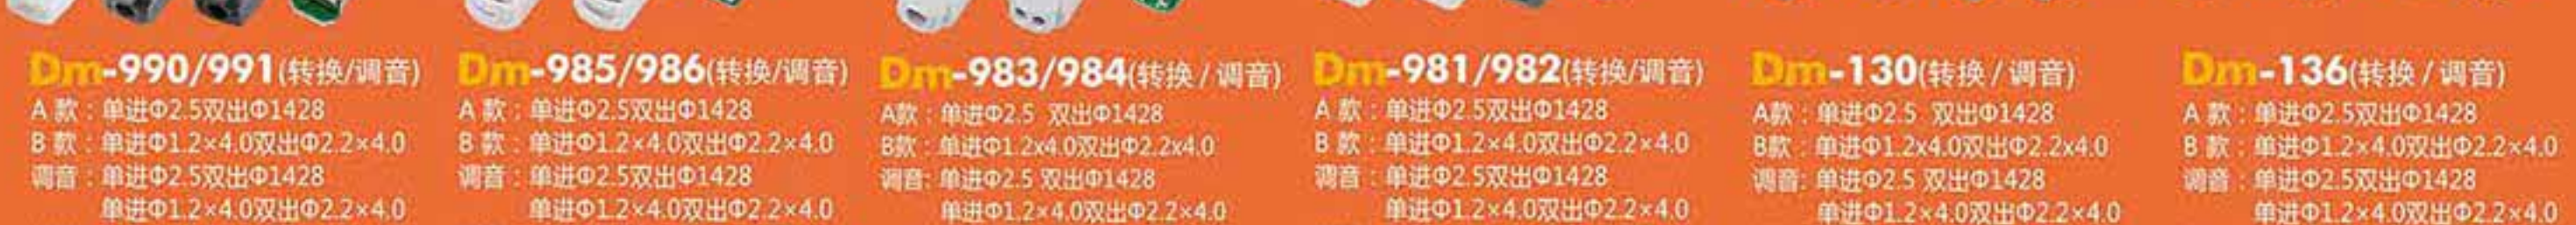 Dm-990/991(转换/调音)
A 款：单进Φ2.5双出Φ1428
B 款：单进Φ1.2×4.0双出Φ2.2×4.0
调音：单进Φ2.5双出Φ1428
单进Φ1.2×4.0双出Φ2.2×4.0
Dm-985/986(转换/调音)
A 款：单进Φ2.5双出Φ1428
B 款：单进Φ1.2×4.0双出Φ2.2×4.0
调音：单进Φ2.5双出Φ1428
单进Φ1.2×4.0双出Φ2.2×4.0
Dm-983/984(转换 / 调音)
A款：单进Φ2.5 双出Φ1428
B款：单进Φ1.2x4.0双出Φ2.2x4.0
调音: 单进Φ2.5 双出Φ1428
单进Φ1.2×4.0双出Φ2.2×4.0
Dm-981/982(转换/调音)
A 款：单进Φ2.5双出Φ1428
B 款：单进Φ1.2×4.0双出Φ2.2×4.0
调音：单进Φ2.5双出Φ1428
单进Φ1.2×4.0双出Φ2.2×4.0
Dm-130(转换 / 调音)
A款：单进Φ2.5 双出Φ1428
B款：单进Φ1.2x4.0双出Φ2.2x4.0
调音: 单进Φ2.5 双出Φ1428
单进Φ1.2×4.0双出Φ2.2×4.0
Dm-136(转换 / 调音)
A 款：单进Φ2.5双出Φ1428
B 款：单进Φ1.2×4.0双出Φ2.2×4.0
调音：单进Φ2.5双出Φ1428
单进Φ1.2×4.0双出Φ2.2×4.0